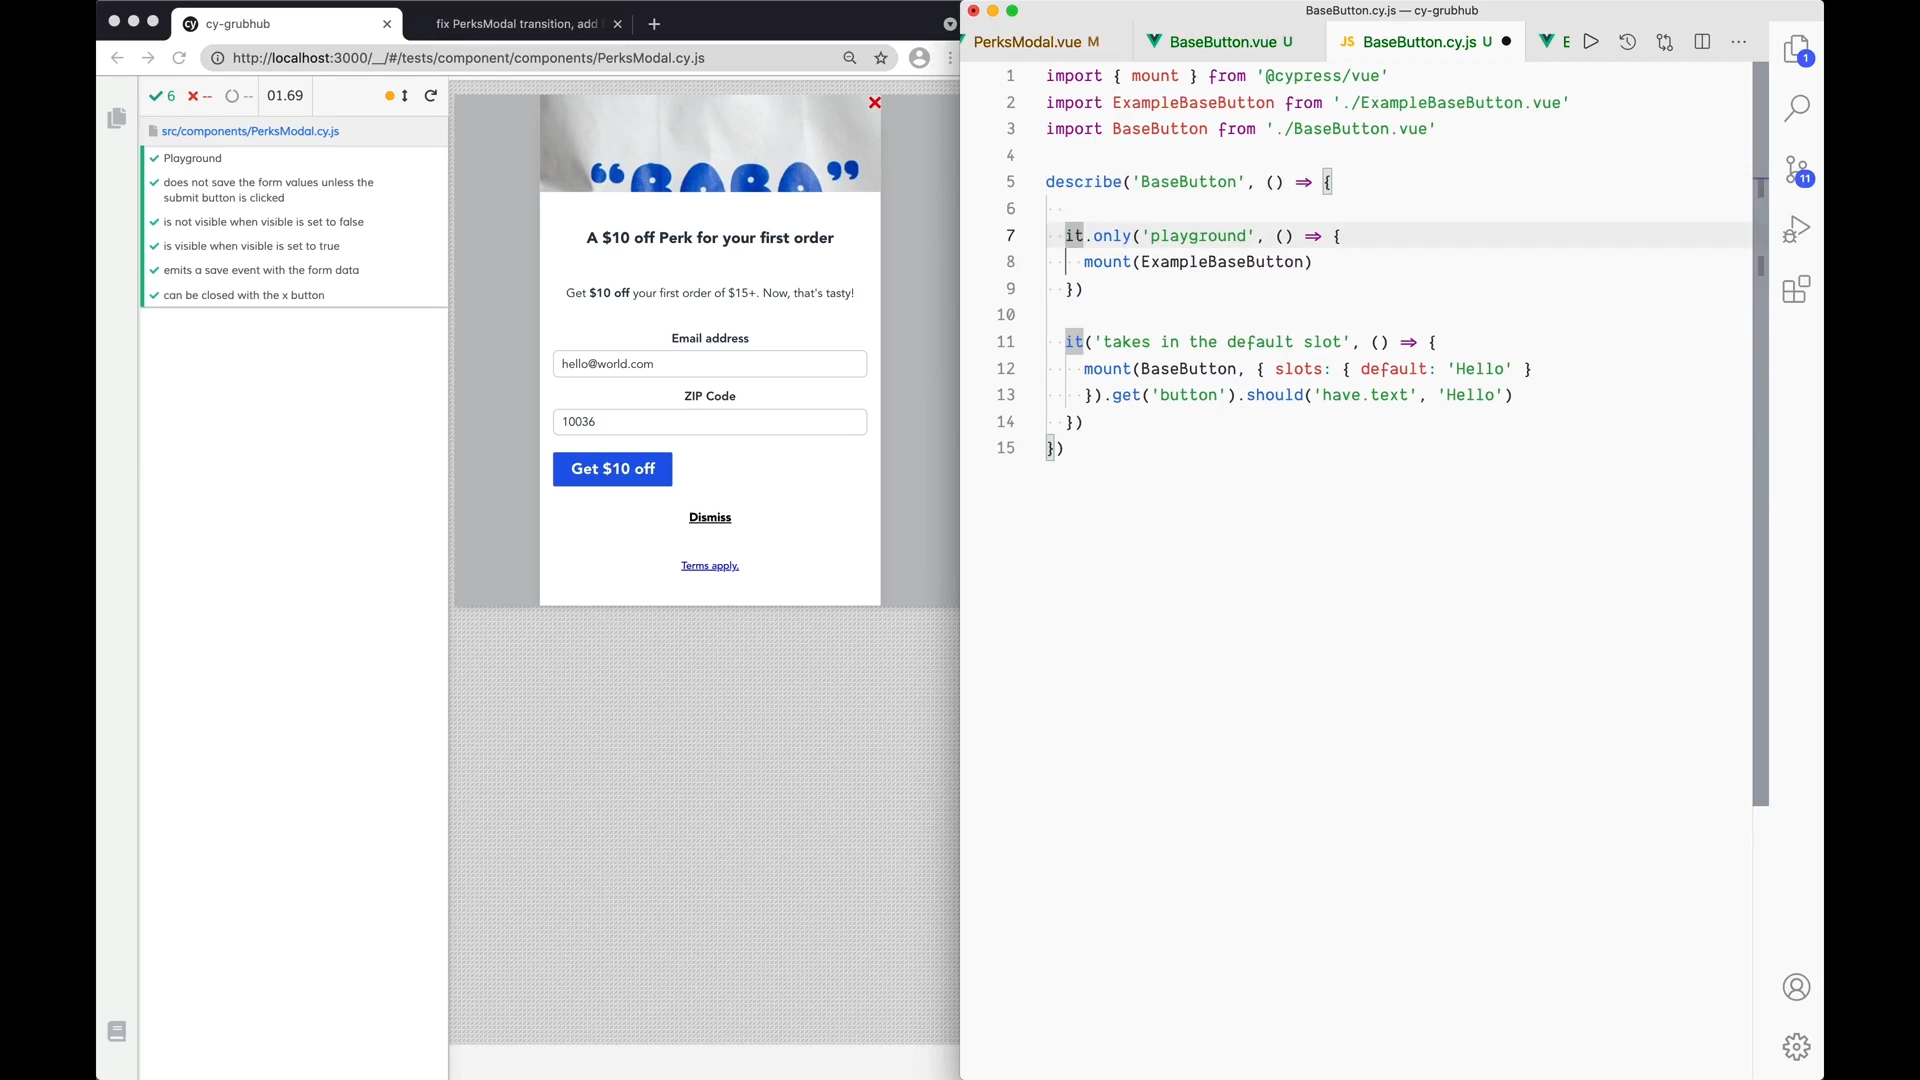 cy cy-grubhub
fix PerksModal transition, add
http://localhost:3000/__/#/tests/component/components/PerksModal.cy.js
6 -- -- 01.69
src/components/PerksModal.cy.js
Playground
does not save the form values unless the
submit button is clicked
is not visible when visible is set to false
is visible when visible is set to true
emits a save event with the form data
can be closed with the x button
“BABA”
A $10 off Perk for your first order
Get $10 off your first order of $15+. Now, that's tasty!
Email address
hello@world.com
ZIP Code
10036
Get $10 off
Dismiss
Terms apply.
BaseButton.cy.js — cy-grubhub
PerksModal.vue M
BaseButton.vue U
JS BaseButton.cy.js U
E
1
11
1 import { mount } from '@cypress/vue'
2 import ExampleBaseButton from './ExampleBaseButton.vue'
3 import BaseButton from './BaseButton.vue'
4
5 describe('BaseButton', () => {
6
7 it.only('playground', () => {
8 mount(ExampleBaseButton)
9 })
10
11 it('takes in the default slot', () => {
12 mount(BaseButton, { slots: { default: 'Hello' }
13 }).get('button').should('have.text', 'Hello')
14 })
15 })